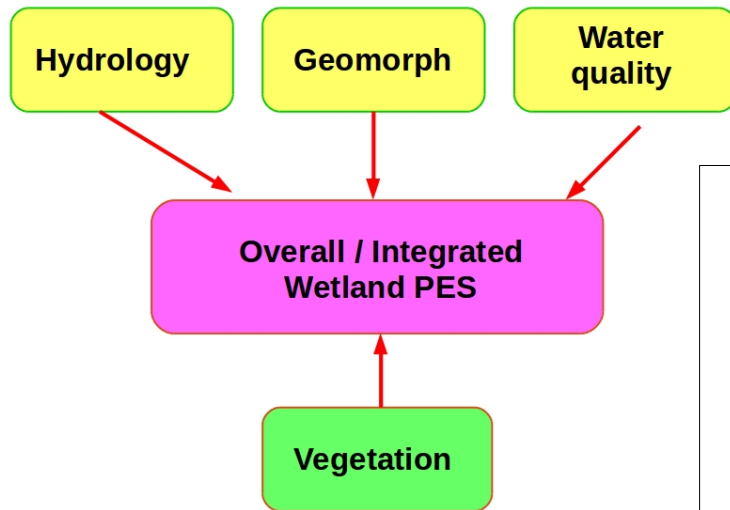 Hydrology
Geomorph
Water
quality
Overall / Integrated
Wetland PES
Vegetation